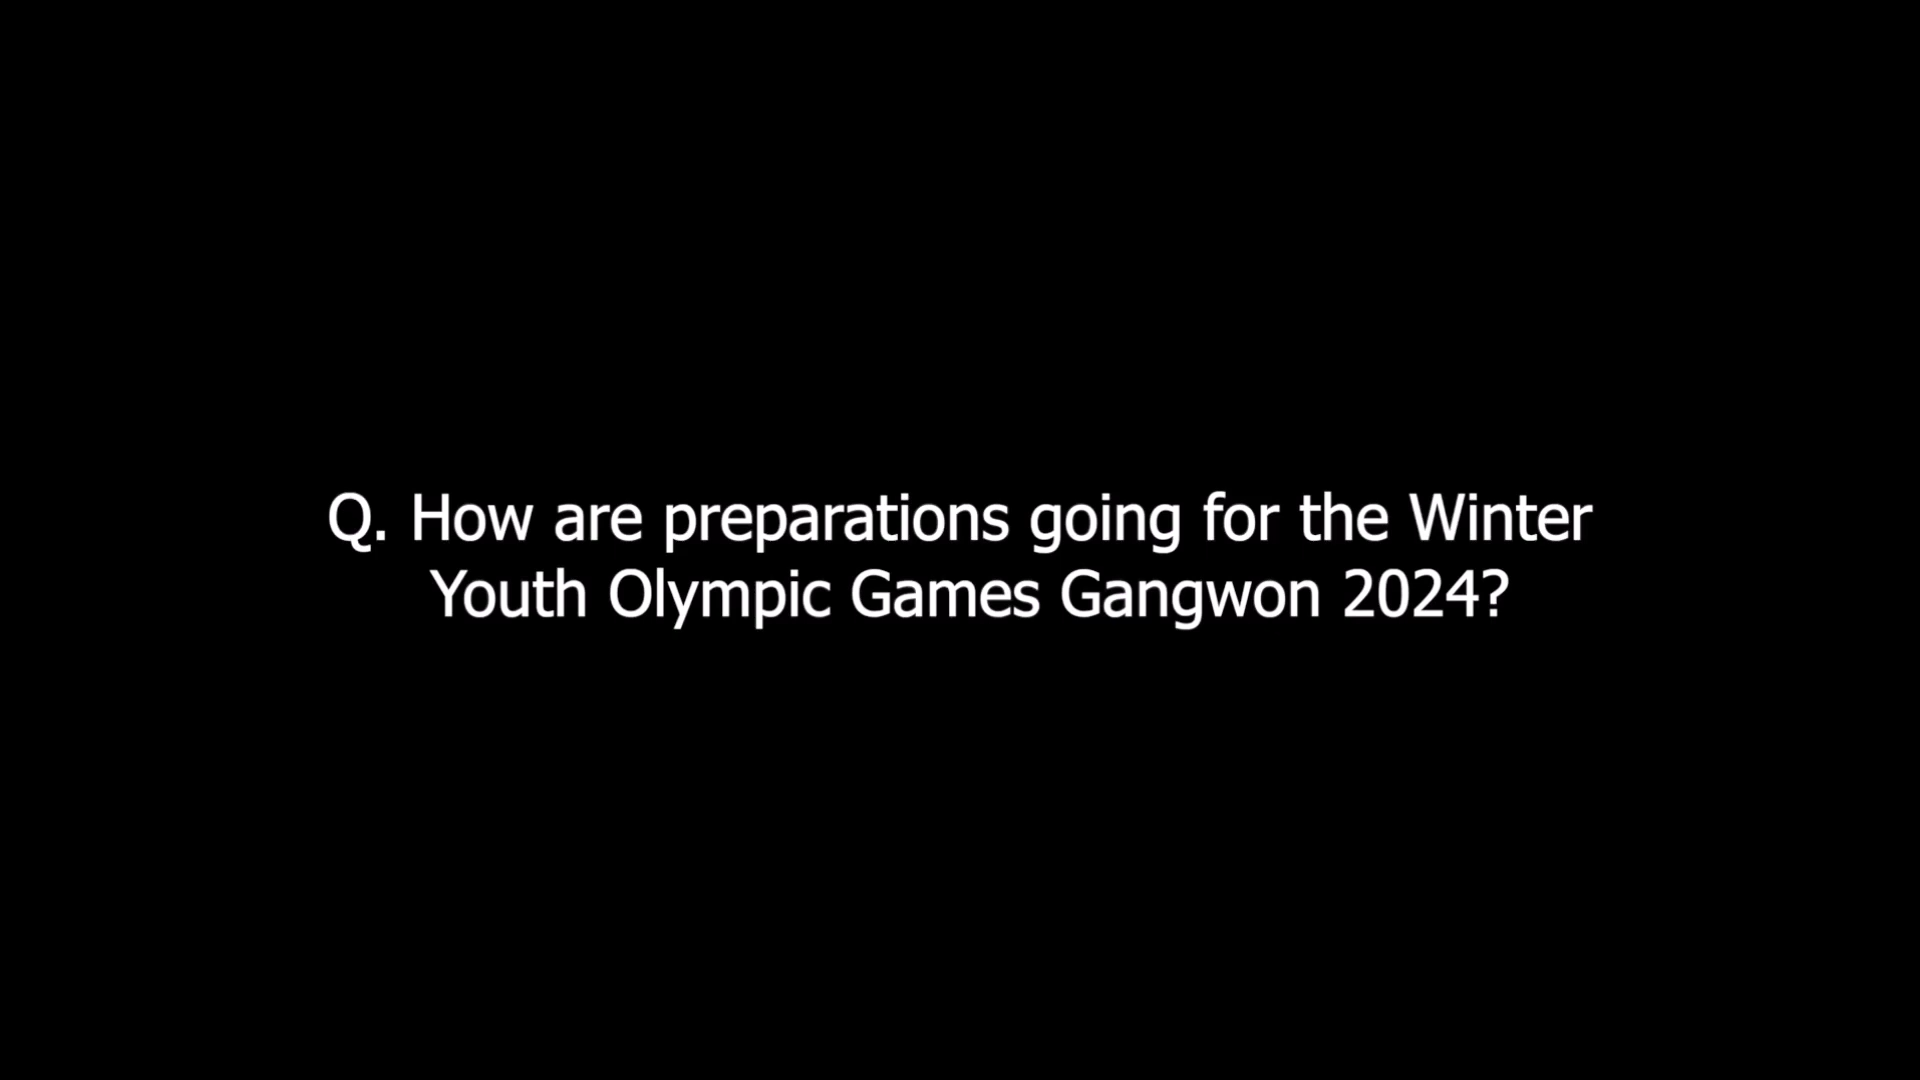 Q. How are preparations going for the Winter
Youth Olympic Games Gangwon 2024?